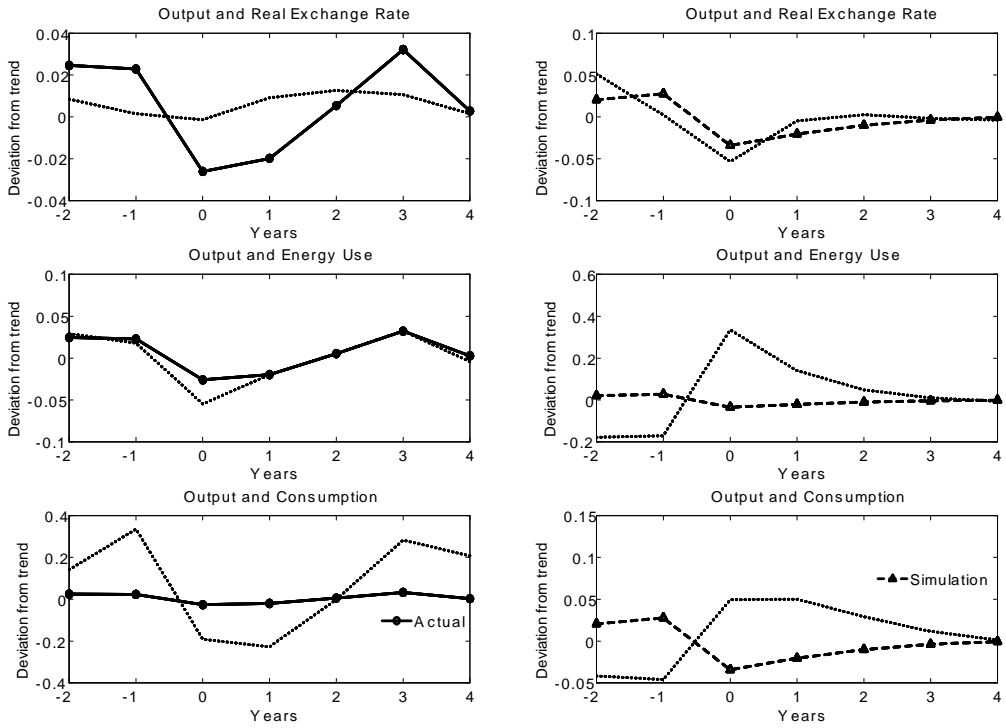 Output and Real Exchange Rate
Deviation from trend
0.04
0.02
0
-0.02
-0.04
-2 -1 0 1 2 3 4
Years
Output and Real Exchange Rate
Deviation from trend
0.1
0.05
0
-0.05
-0.1
-2 -1 0 1 2 3 4
Years
Output and Energy Use
Deviation from trend
0.1
0.05
0
-0.05
-0.1
-2 -1 0 1 2 3 4
Years
Output and Energy Use
Deviation from trend
0.6
0.4
0.2
0
-0.2
-2 -1 0 1 2 3 4
Years
Output and Consumption
Deviation from trend
0.4
0.2
0
-0.2
-0.4
Actual
-2 -1 0 1 2 3 4
Years
Output and Consumption
Deviation from trend
0.15
0.1
0.05
0
-0.05
Simulation
-2 -1 0 1 2 3 4
Years